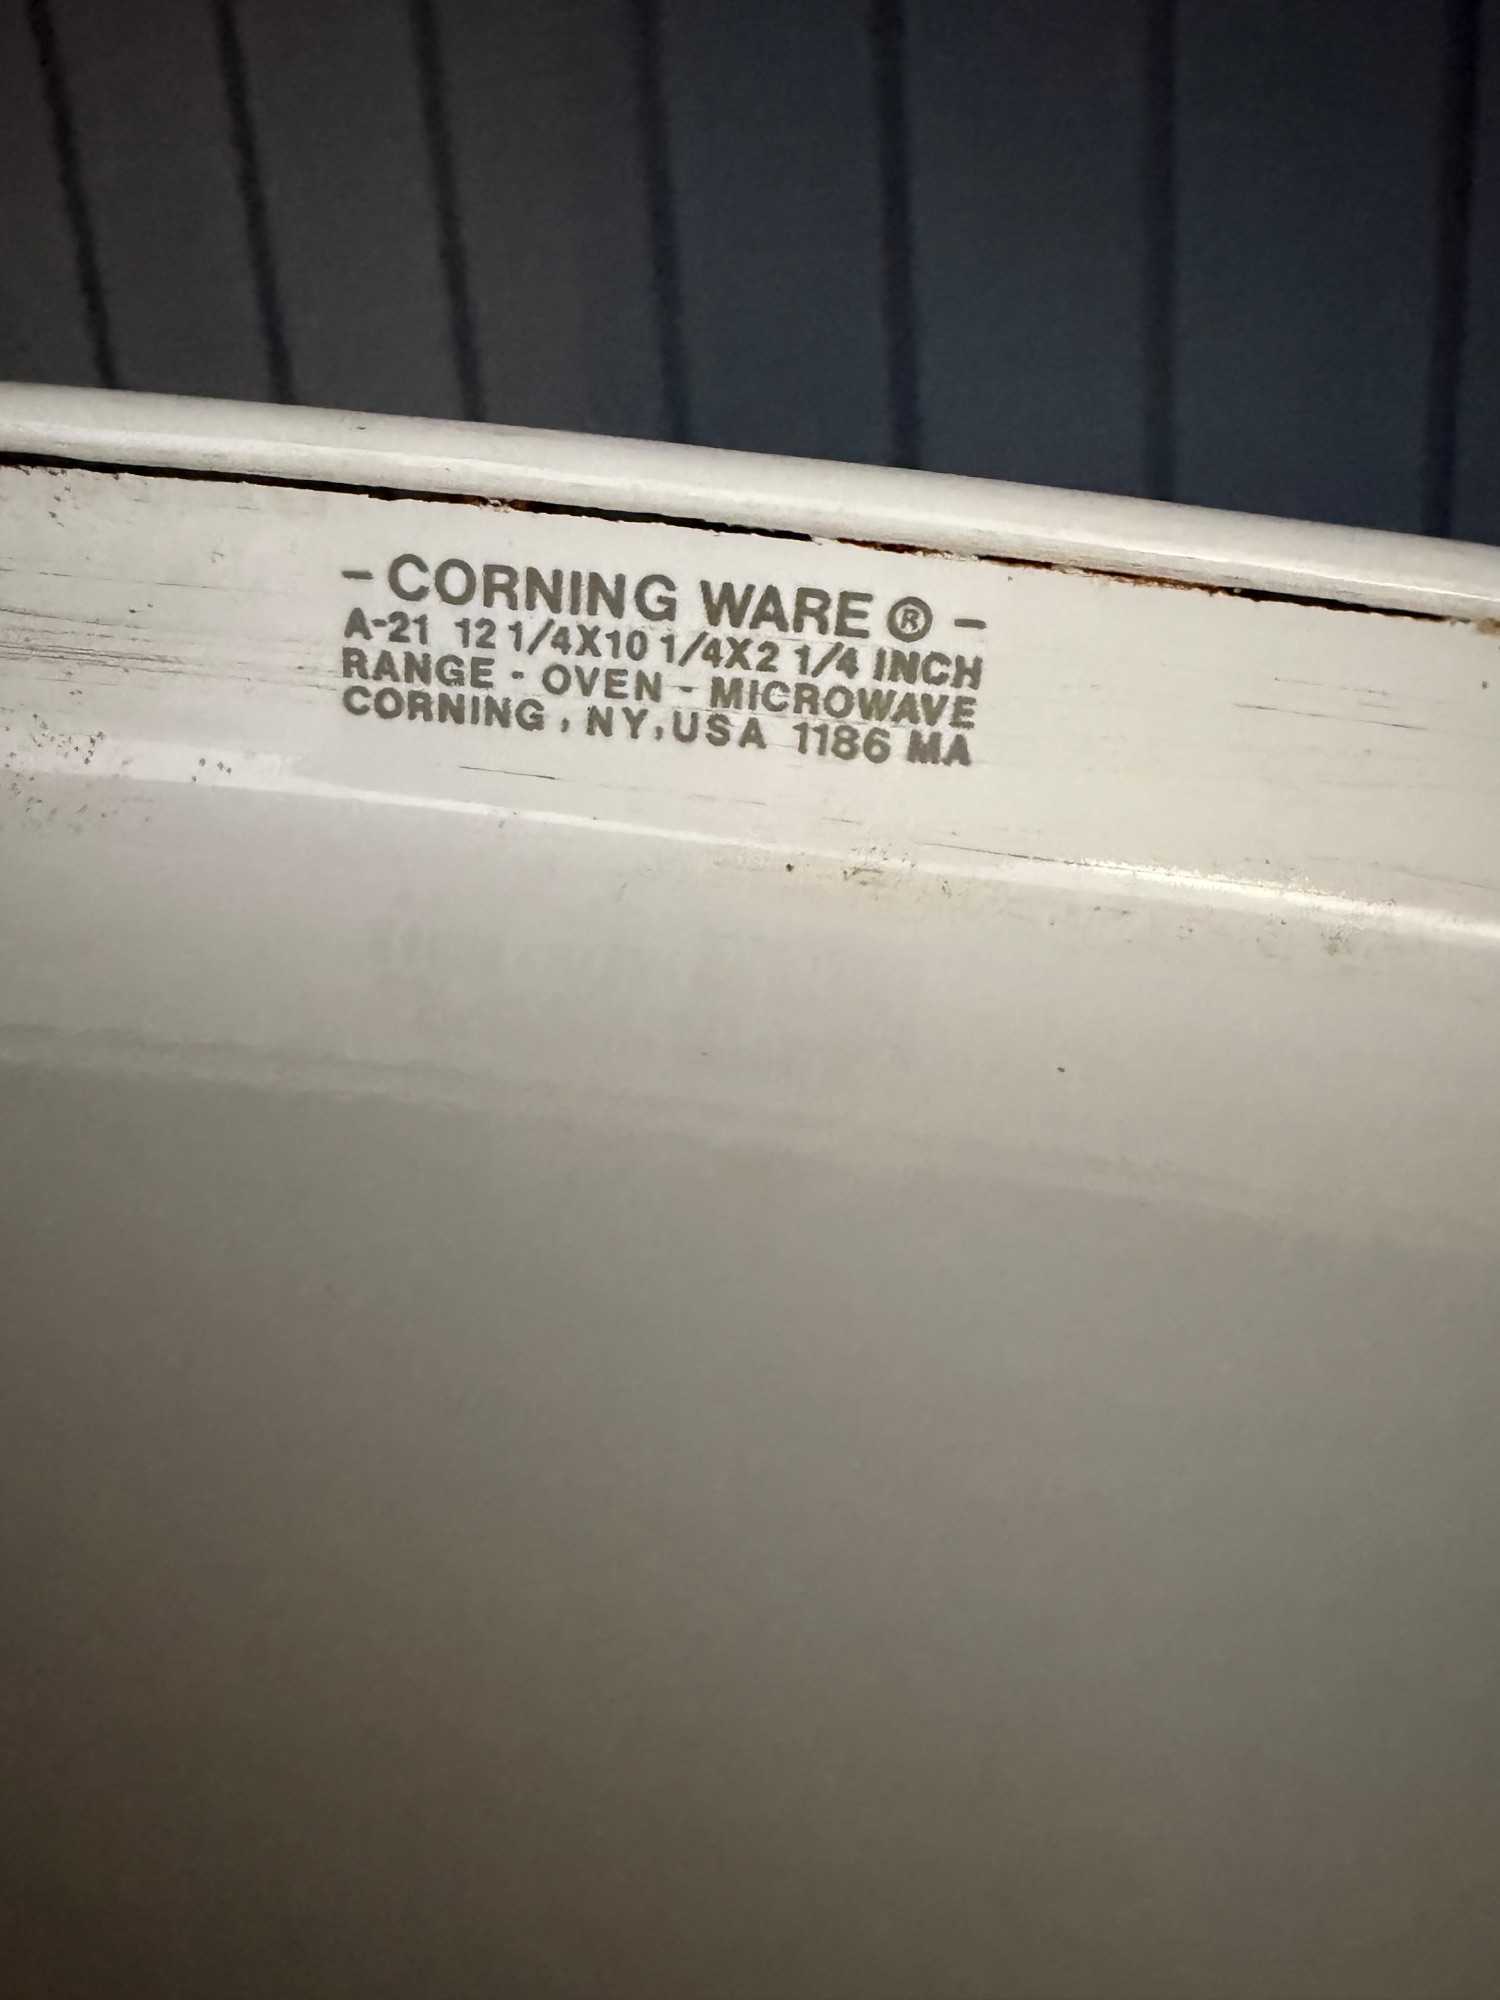 - CORNING WARE ® -
A-21 12 1/4X10 1/4X2 1/4 INCH
RANGE - OVEN - MICROWAVE
CORNING, NY, USA 1186 MA